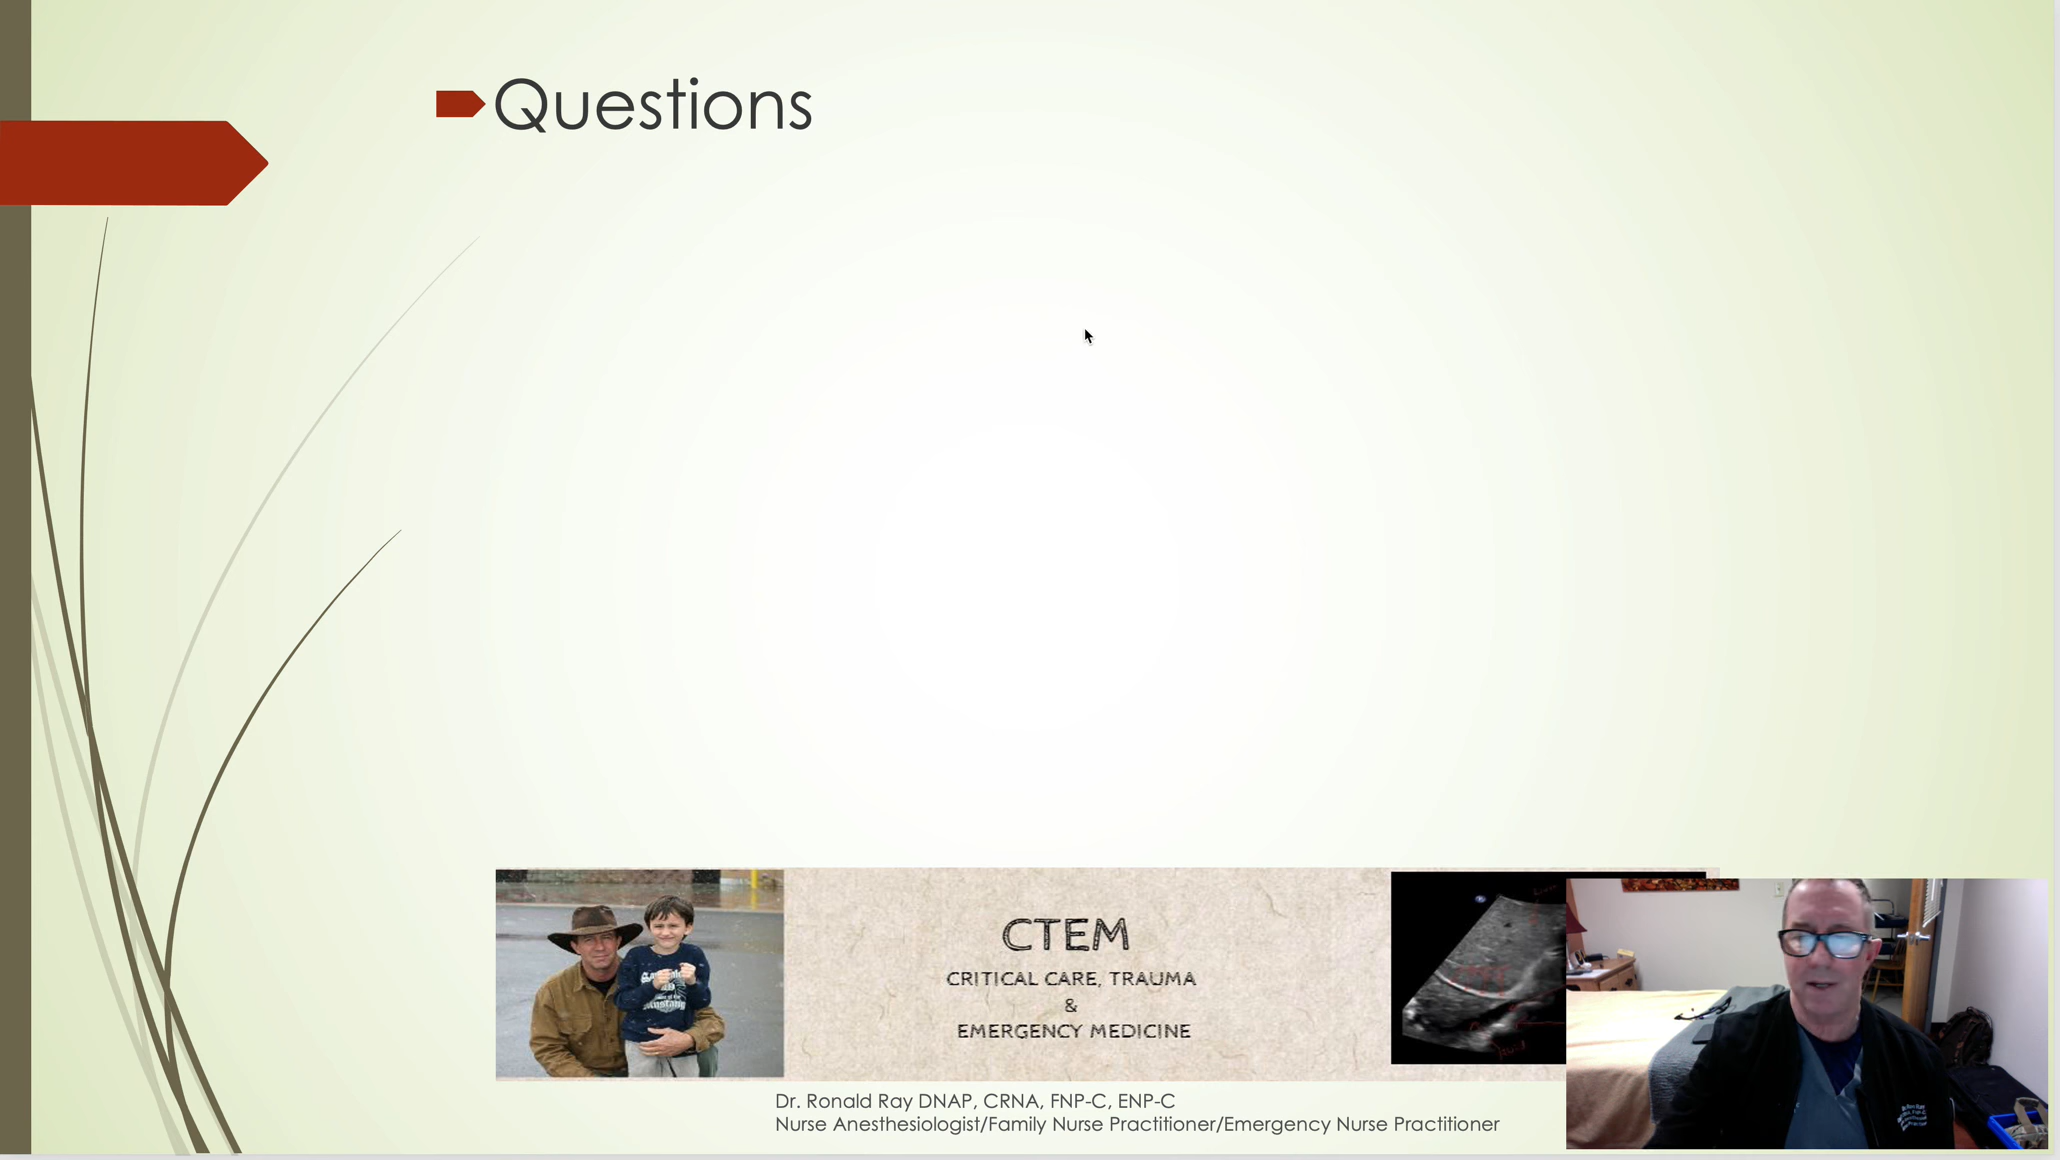 Questions
CTEM
CRITICAL CARE, TRAUMA
&
EMERGENCY MEDICINE
Dr. Ronald Ray DNAP, CRNA, FNP-C, ENP-C
Nurse Anesthesiologist/Family Nurse Practitioner/Emergency Nurse Practitioner